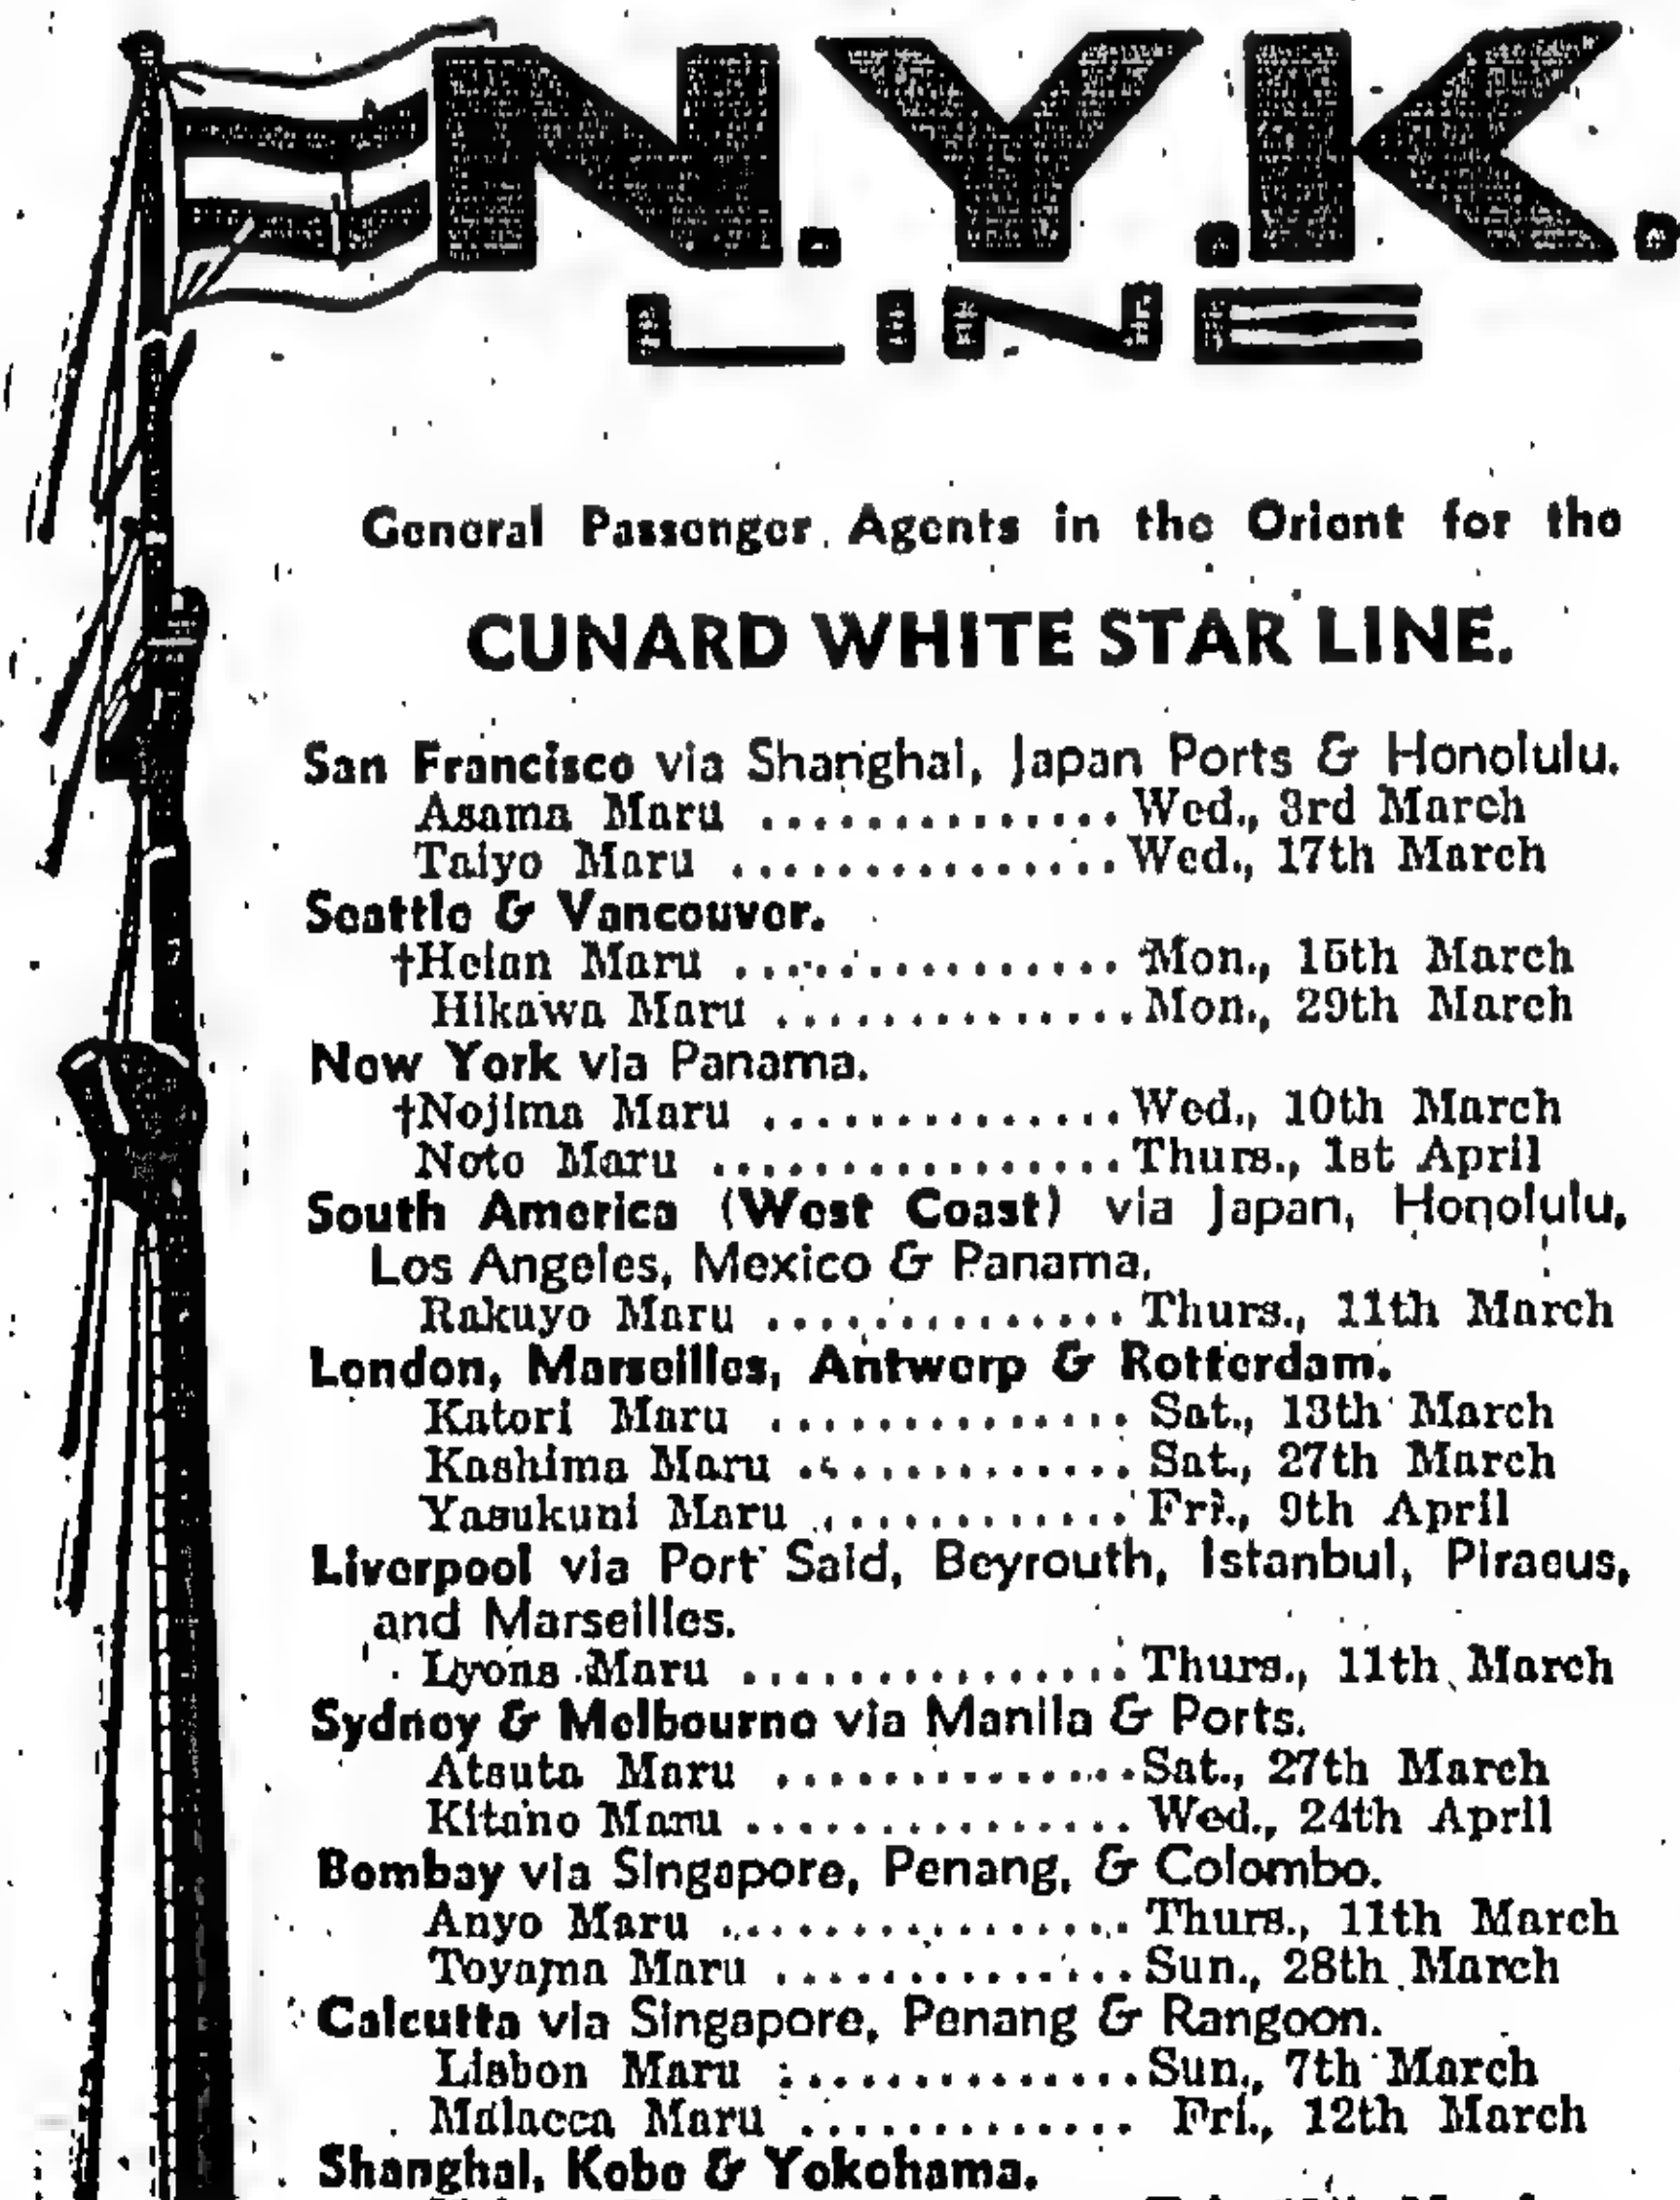 N.Y.K.
LINE
General Passenger Agents in the Orient for the
CUNARD WHITE STAR LINE.
San Francisco via Shanghai, Japan Ports & Honolulu.
Asama Maru .............. Wed., 3rd March
Taiyo Maru ............... Wed., 17th March
Seattle & Vancouver.
†Heian Maru ............... Mon., 15th March
Hikawa Maru .............. Mon., 29th March
New York via Panama.
†Nojima Maru .............. Wed., 10th March
Noto Maru ................ Thurs., 1st April
South America (West Coast) via Japan, Honolulu,
Los Angeles, Mexico & Panama.
Rakuyo Maru .............. Thurs., 11th March
London, Marseilles, Antwerp & Rotterdam.
Katori Maru .............. Sat., 13th March
Kashima Maru ............. Sat., 27th March
Yasukuni Maru ............ Fri., 9th April
Liverpool via Port Said, Beyrouth, Istanbul, Piraeus,
and Marseilles.
Lyons Maru ............... Thurs., 11th March
Sydney & Melbourne via Manila & Ports.
Atsuta Maru .............. Sat., 27th March
Kitano Maru ............... Wed., 24th April
Bombay via Singapore, Penang, & Colombo.
Anyo Maru ................ Thurs., 11th March
Toyama Maru .............. Sun., 28th March
Calcutta via Singapore, Penang & Rangoon.
Lisbon Maru .............. Sun., 7th March
Malacca Maru ............. Fri., 12th March
Shanghai, Kobe & Yokohama.